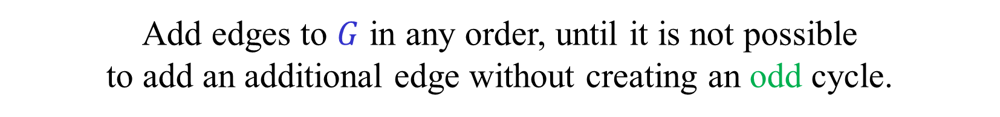 Add edges to G in any order, until it is not possible
to add an additional edge without creating an odd cycle.